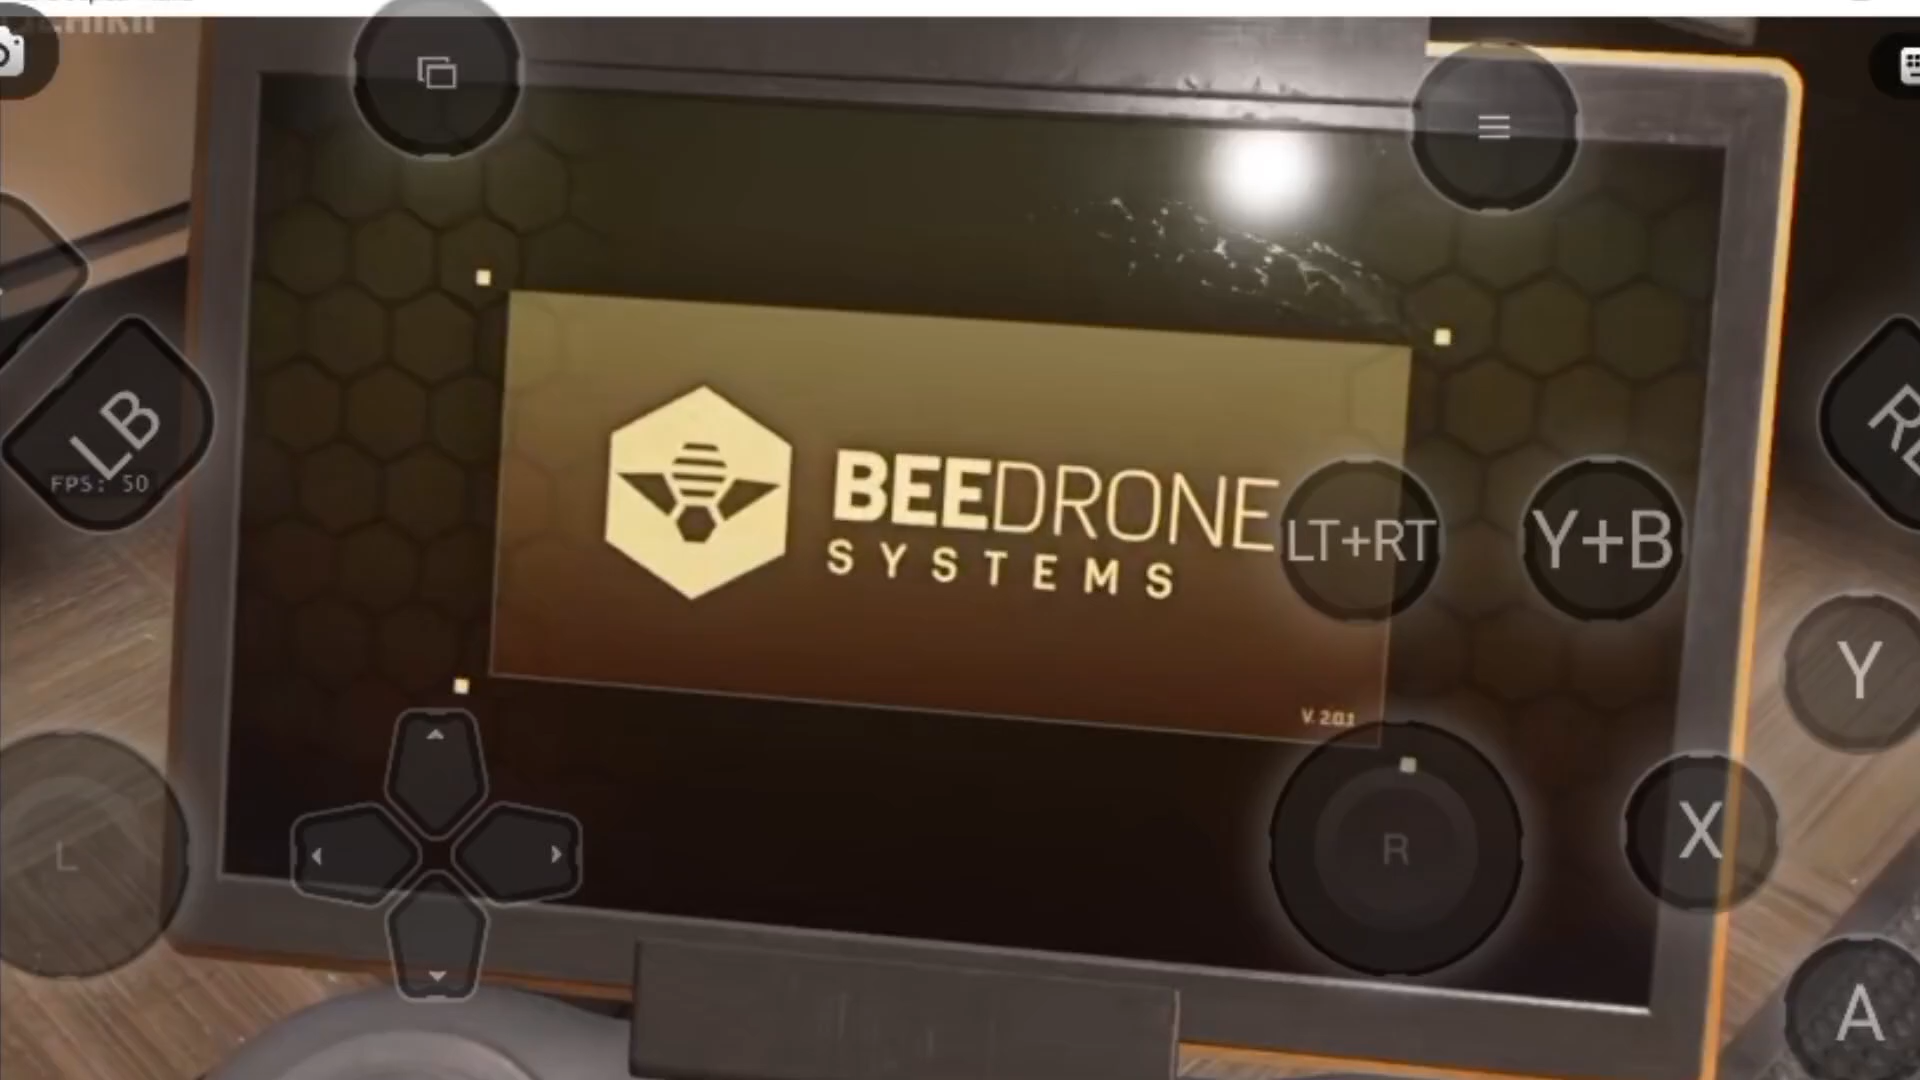 LB
FPS: 50
BEEDRONE
SYSTEMS
LT+RT
Y+B
Y
V. 2.0.1
L
R
X
A